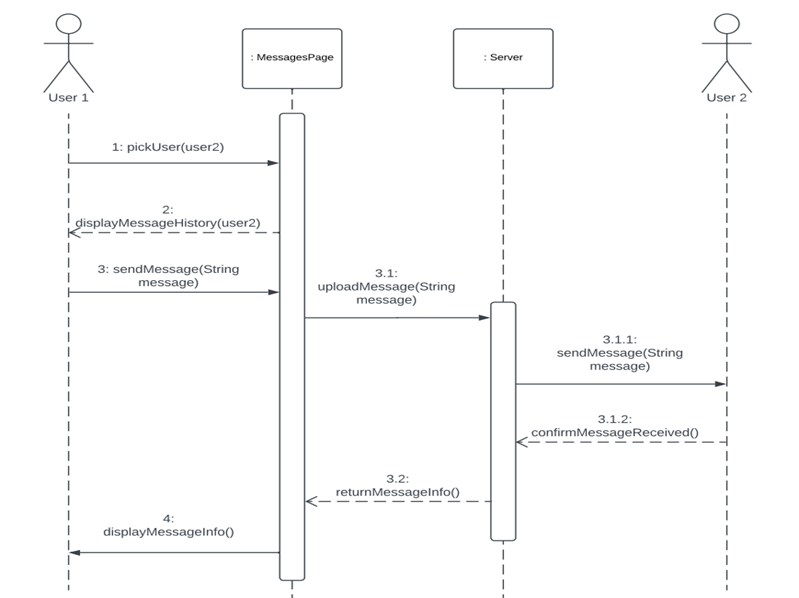 : MessagesPage
: Server
User 1
User 2
1: pickUser(user2)
2:
displayMessageHistory(user2)
3: sendMessage(String
message)
3.1:
uploadMessage(String
message)
3.1.1:
sendMessage(String
message)
3.1.2:
confirmMessageReceived()
3.2:
returnMessageInfo()
4:
displayMessageInfo()